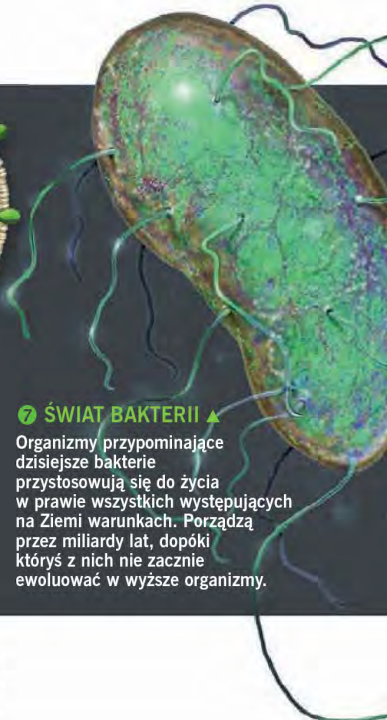 7 ŚWIAT BAKTERII ▲
Organizmy przypominające
dzisiejsze bakterie
przystosowują się do życia
w prawie wszystkich występujących
na Ziemi warunkach. Porządzą
przez miliardy lat, dopóki
któryś z nich nie zacznie
ewoluować w wyższe organizmy.